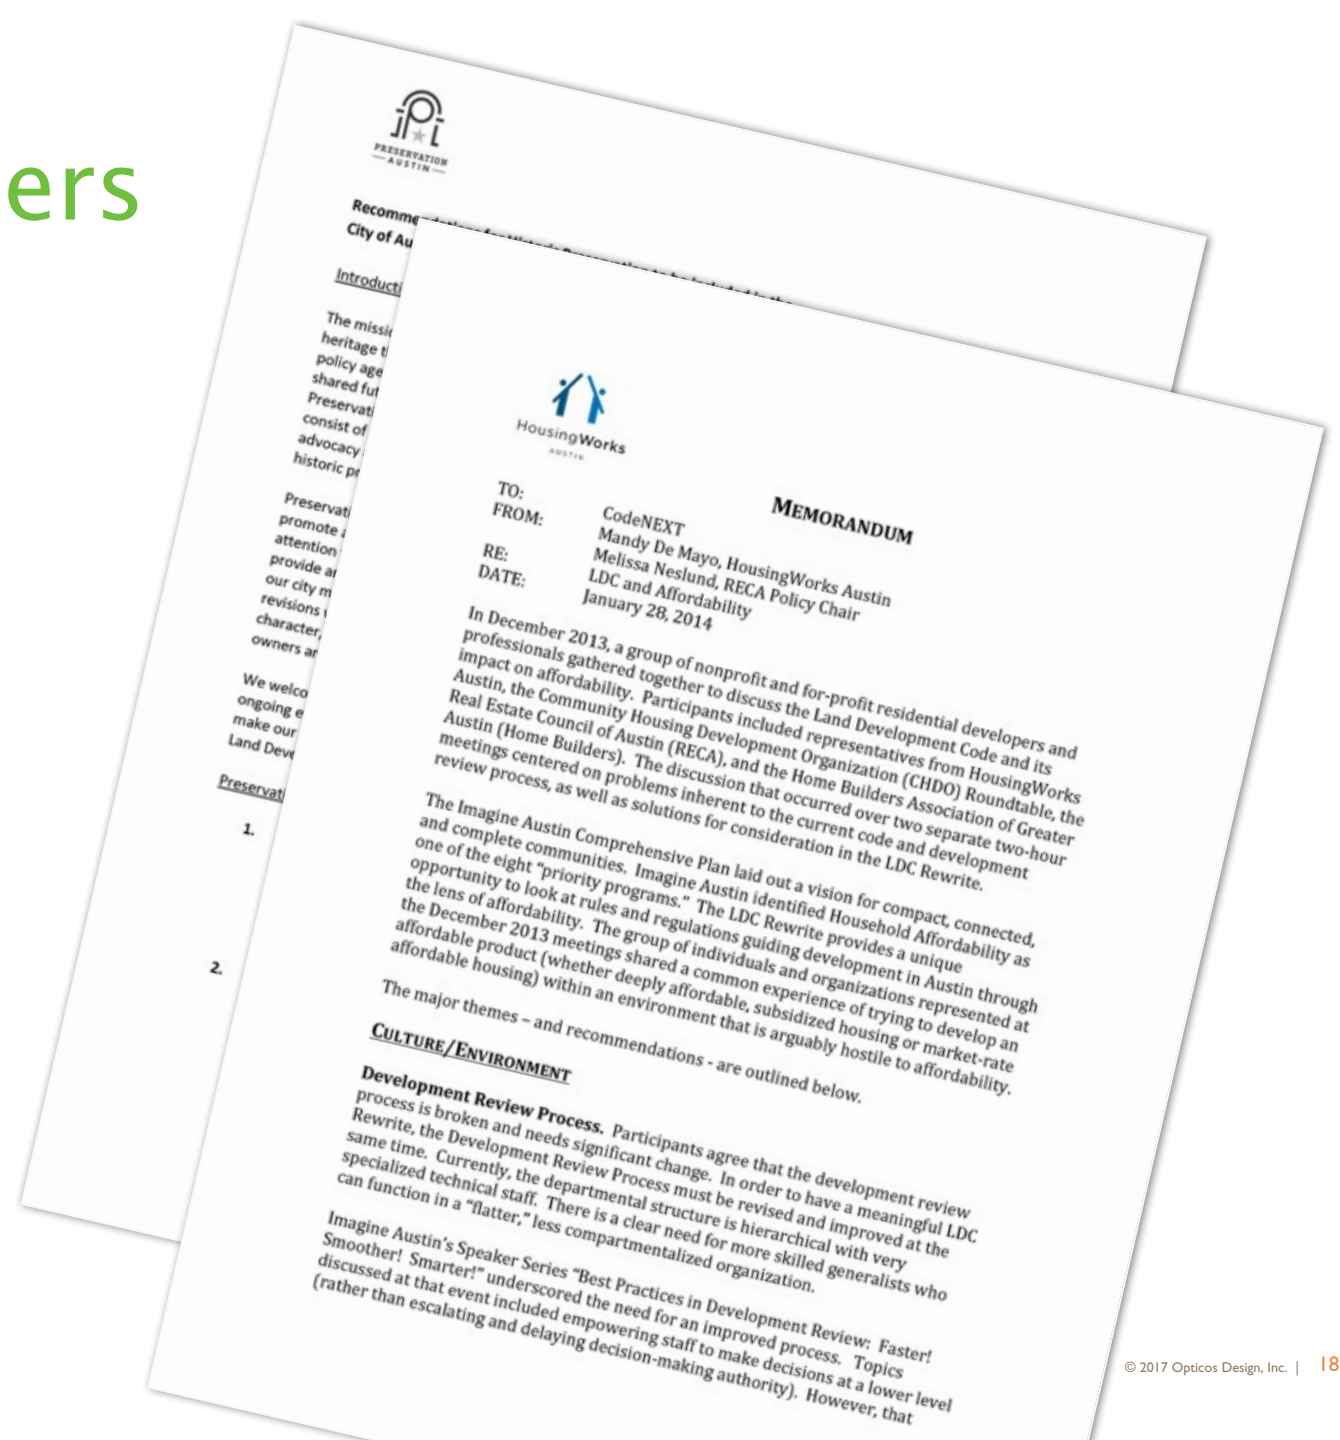 ers
PRESERVATION
AUSTIN
Recommendations for Historic Preservation to be included in the
City of Au
Introducti
The missi
heritage t
policy age
shared fut
Preservati
consist of
advocacy
historic pr
Preservati
promote a
attention
provide ar
our city m
revisions
character,
owners ar
We welco
ongoing e
make our
Land Deve
Preservati
1.
2.
HousingWorks
AUSTIN
MEMORANDUM
TO: CodeNEXT
FROM: Mandy De Mayo, HousingWorks Austin
Melissa Neslund, RECA Policy Chair
RE: LDC and Affordability
DATE: January 28, 2014
In December 2013, a group of nonprofit and for-profit residential developers and
professionals gathered together to discuss the Land Development Code and its
impact on affordability. Participants included representatives from HousingWorks
Austin, the Community Housing Development Organization (CHDO) Roundtable, the
Real Estate Council of Austin (RECA), and the Home Builders Association of Greater
Austin (Home Builders). The discussion that occurred over two separate two-hour
meetings centered on problems inherent to the current code and development
review process, as well as solutions for consideration in the LDC Rewrite.
The Imagine Austin Comprehensive Plan laid out a vision for compact, connected,
and complete communities. Imagine Austin identified Household Affordability as
one of the eight “priority programs.” The LDC Rewrite provides a unique
opportunity to look at rules and regulations guiding development in Austin through
the lens of affordability. The group of individuals and organizations represented at
the December 2013 meetings shared a common experience of trying to develop an
affordable product (whether deeply affordable, subsidized housing or market-rate
affordable housing) within an environment that is arguably hostile to affordability.
The major themes – and recommendations - are outlined below.
CULTURE/ENVIRONMENT
Development Review Process. Participants agree that the development review
process is broken and needs significant change. In order to have a meaningful LDC
Rewrite, the Development Review Process must be revised and improved at the
same time. Currently, the departmental structure is hierarchical with very
specialized technical staff. There is a clear need for more skilled generalists who
can function in a “flatter,” less compartmentalized organization.
Imagine Austin’s Speaker Series “Best Practices in Development Review: Faster!
Smoother! Smarter!” underscored the need for an improved process. Topics
discussed at that event included empowering staff to make decisions at a lower level
(rather than escalating and delaying decision-making authority). However, that
© 2017 Opticos Design, Inc. | 18